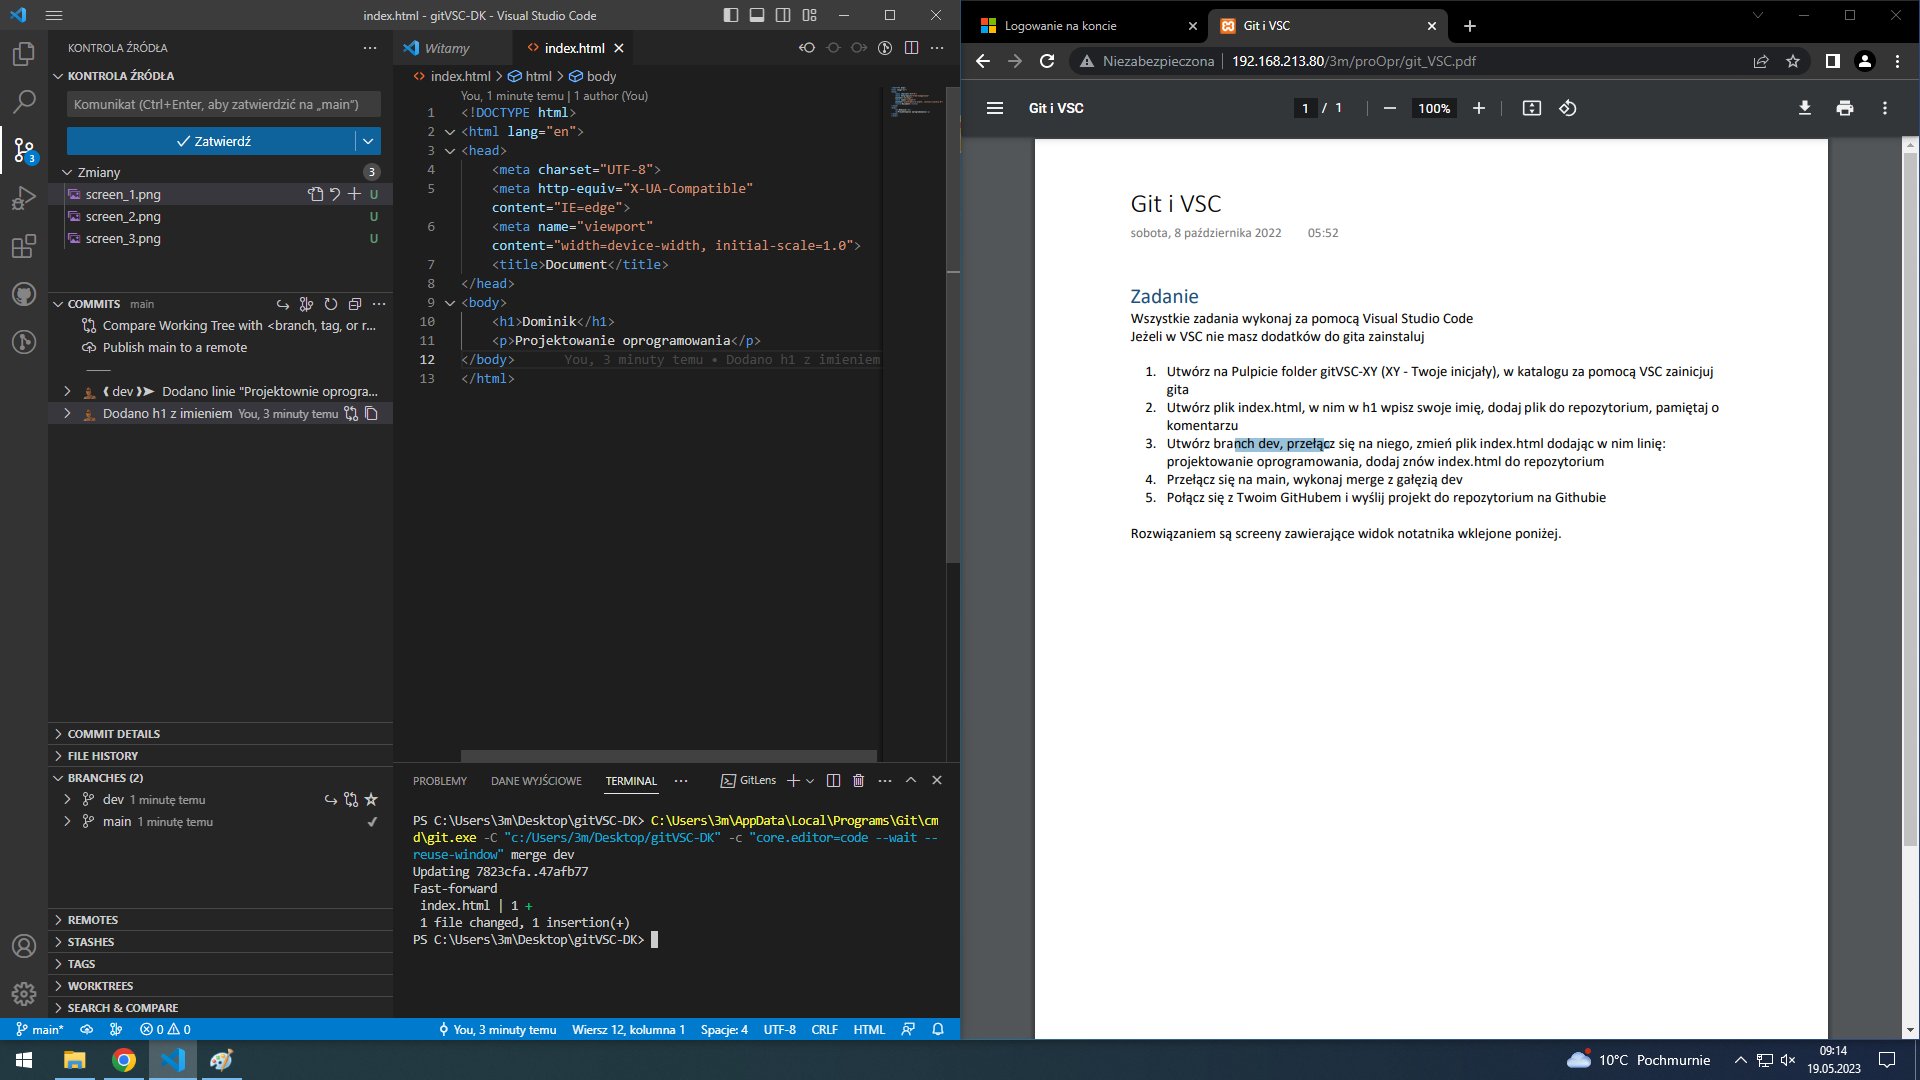 index.html - gitVSC-DK - Visual Studio Code
KONTROLA ŹRÓDŁA
KONTROLA ŹRÓDŁA
Komunikat (Ctrl+Enter, aby zatwierdzić na „main”)
Zatwierdź
3
Zmiany 3
screen_1.png U
screen_2.png U
screen_3.png U
COMMITS main
Compare Working Tree with <branch, tag, or r...
Publish main to a remote
dev Dodano linie "Projektownie oprogra...
Dodano h1 z imieniem You, 3 minuty temu
COMMIT DETAILS
FILE HISTORY
BRANCHES (2)
dev 1 minutę temu
main 1 minutę temu
REMOTES
STASHES
TAGS
WORKTREES
SEARCH & COMPARE
Witamy
index.html
index.html > html > body
You, 1 minutę temu | 1 author (You)
1 <!DOCTYPE html>
2 <html lang="en">
3 <head>
4 <meta charset="UTF-8">
5 <meta http-equiv="X-UA-Compatible"
content="IE=edge">
6 <meta name="viewport"
content="width=device-width, initial-scale=1.0">
7 <title>Document</title>
8 </head>
9 <body>
10 <h1>Dominik</h1>
11 <p>Projektowanie oprogramowania</p>
12 </body> You, 3 minuty temu • Dodano h1 z imieniem
13 </html>
PROBLEMY DANE WYJŚCIOWE TERMINAL ... GitLens
PS C:\Users\3m\Desktop\gitVSC-DK> C:\Users\3m\AppData\Local\Programs\Git\cm
d\git.exe -C "c:/Users/3m/Desktop/gitVSC-DK" -c "core.editor=code --wait --
reuse-window" merge dev
Updating 7823cfa..47afb77
Fast-forward
index.html | 1 +
1 file changed, 1 insertion(+)
PS C:\Users\3m\Desktop\gitVSC-DK>
main* 0 0 You, 3 minuty temu Wiersz 12, kolumna 1 Spacje: 4 UTF-8 CRLF HTML
Logowanie na koncie
Git i VSC
Niezabezpieczona | 192.168.213.80/3m/proOpr/git_VSC.pdf
Git i VSC 1 / 1 100%
Git i VSC
sobota, 8 października 2022 05:52
Zadanie
Wszystkie zadania wykonaj za pomocą Visual Studio Code
Jeżeli w VSC nie masz dodatków do gita zainstaluj
1. Utwórz na Pulpicie folder gitVSC-XY (XY - Twoje inicjały), w katalogu za pomocą VSC zainicjuj
gita
2. Utwórz plik index.html, w nim w h1 wpisz swoje imię, dodaj plik do repozytorium, pamiętaj o
komentarzu
3. Utwórz branch dev, przełącz się na niego, zmień plik index.html dodając w nim linię:
projektowanie oprogramowania, dodaj znów index.html do repozytorium
4. Przełącz się na main, wykonaj merge z gałęzią dev
5. Połącz się z Twoim GitHubem i wyślij projekt do repozytorium na Githubie
Rozwiązaniem są screeny zawierające widok notatnika wklejone poniżej.
10°C Pochmurnie
09:14
19.05.2023